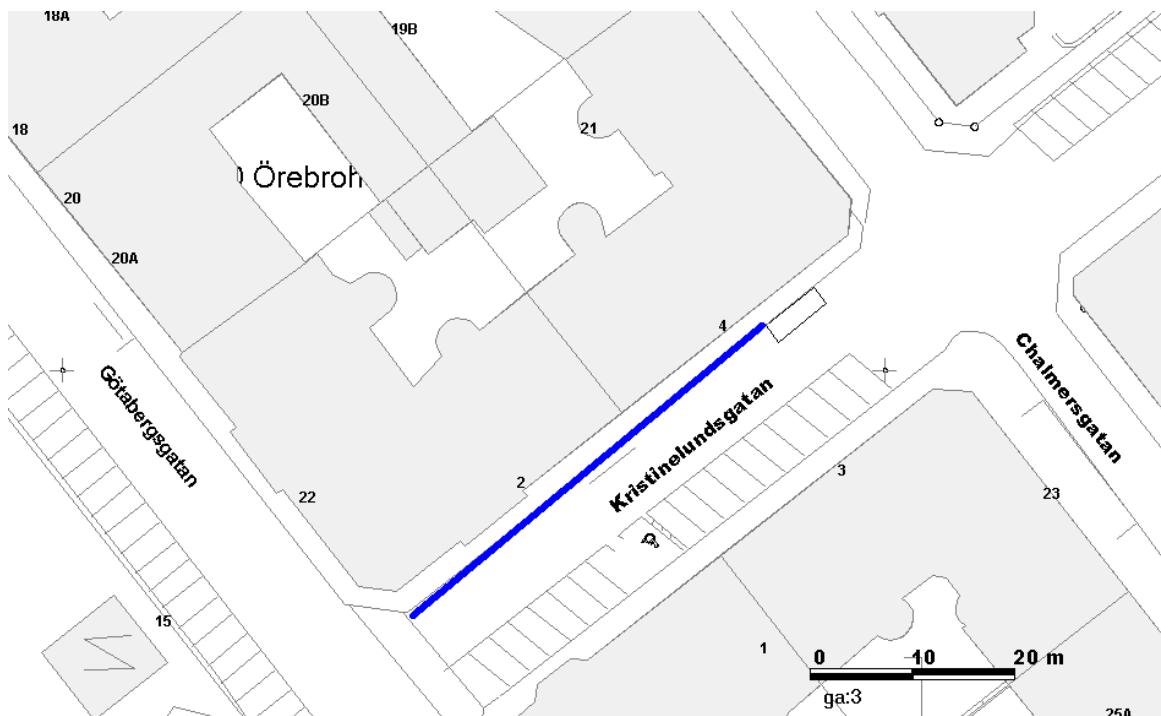 18A
19B
20B
21
18
) Örebroh
20
20A
4
Götabergsgatan
Chalmersgatan
Kristinelundsgatan
2
3
22
23
15
1
0 10 20 m
ga:3
25A